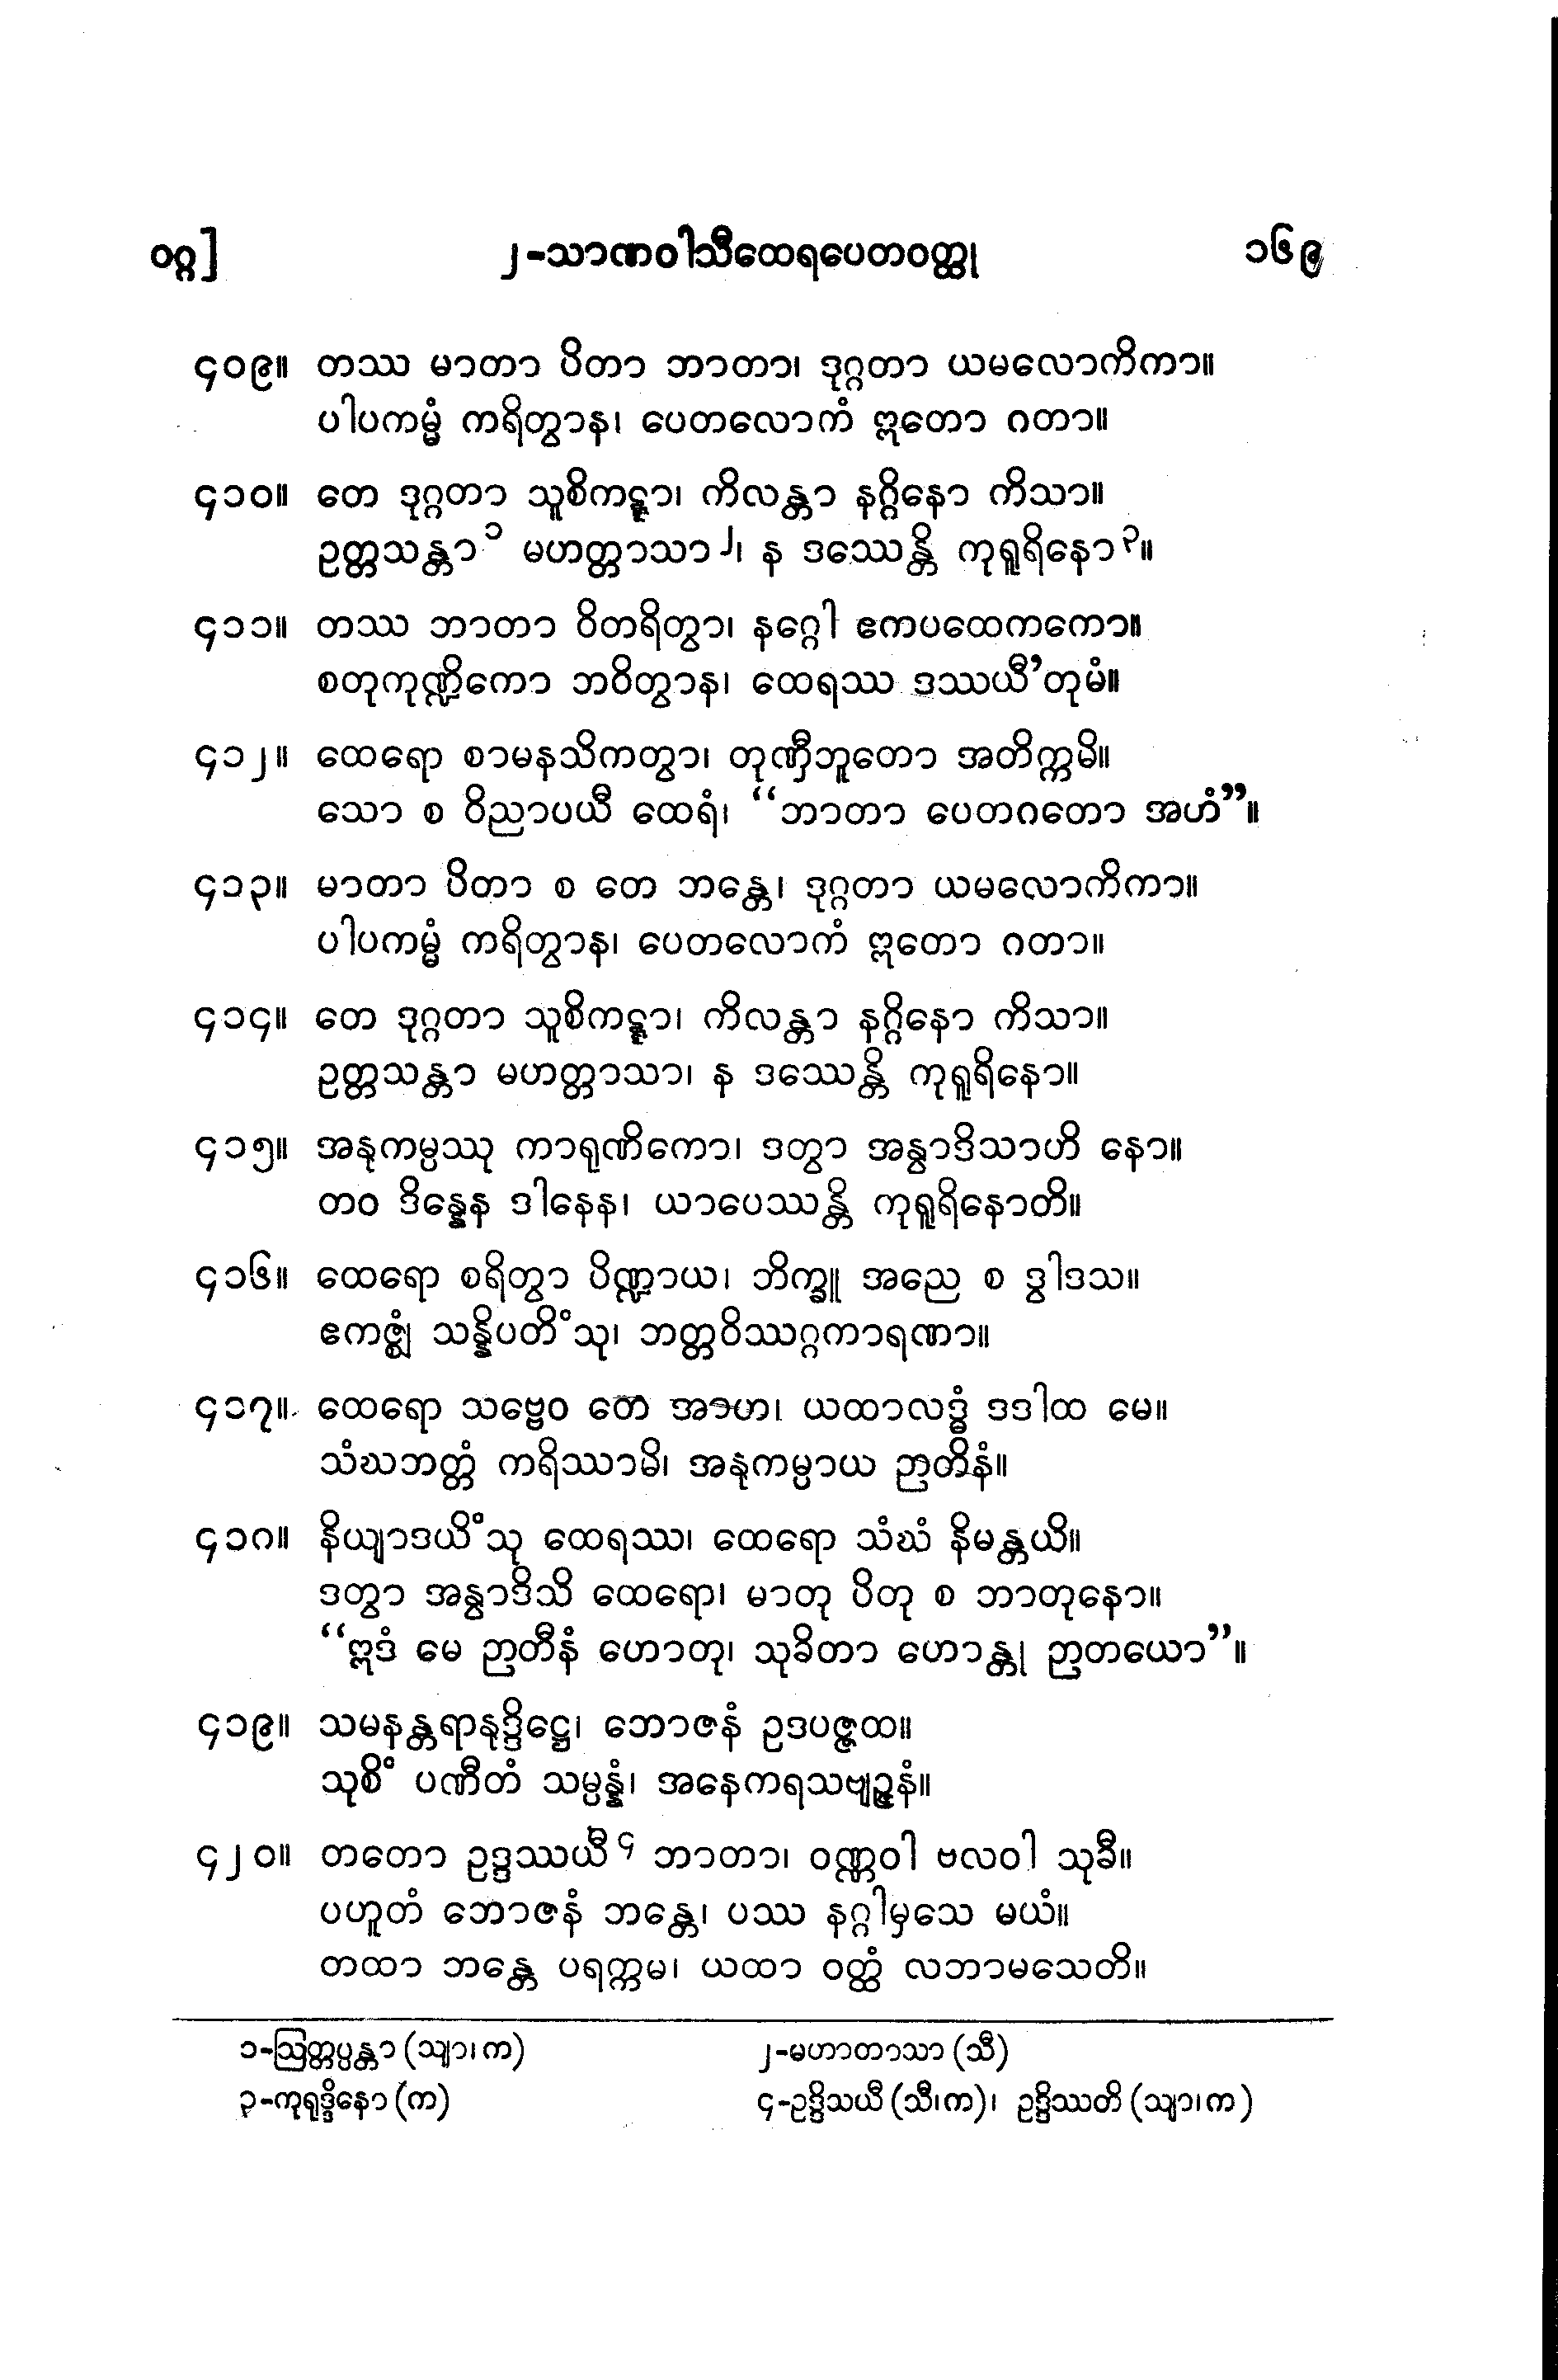 ဝဂ္ဂ] ၂-သာဏဝါသီထေရပေတဝတ္ထု ၁၆၉
၄၀၉။ တဿ မာတာ ပိတာ ဘာတာ၊ ဒုဂ္ဂတာ ယမလောကိကာ။
ပါပကမ္မံ ကရိတွာန၊ ပေတလောကံ ဣတော ဂတာ။
၄၁၀။ တေ ဒုဂ္ဂတာ သူစိကဋ္ဋာ၊ ကိလန္တာ နဂ္ဂိနော ကိသာ။
ဥတ္တသန္တာ၁ မဟတ္တာသာ၂၊ န ဒဿေန္တိ ကုရူရိနော၃။
၄၁၁။ တဿ ဘာတာ ဝိတရိတွာ၊ နဂ္ဂေါ ဧကပထေကကော။
စတုကုဏ္ဍိကော ဘဝိတွာန၊ ထေရဿ ဒဿယီ’တုမံ။
၄၁၂။ ထေရော စာမနသိကတွာ၊ တုဏှီဘူတော အတိက္ကမိ။
သော စ ဝိညာပယီ ထေရံ၊ “ဘာတာ ပေတဂတော အဟံ”။
၄၁၃။ မာတာ ပိတာ စ တေ ဘန္တေ၊ ဒုဂ္ဂတာ ယမလောကိကာ။
ပါပကမ္မံ ကရိတွာန၊ ပေတလောကံ ဣတော ဂတာ။
၄၁၄။ တေ ဒုဂ္ဂတာ သူစိကဋ္ဋာ၊ ကိလန္တာ နဂ္ဂိနော ကိသာ။
ဥတ္တသန္တာ မဟတ္တာသာ၊ န ဒဿေန္တိ ကုရူရိနော။
၄၁၅။ အနုကမ္ပဿု ကာရုဏိကော၊ ဒတွာ အန္ဝာဒိသာဟိ နော။
တဝ ဒိန္နေန ဒါနေန၊ ယာပေဿန္တိ ကုရူရိနောတိ။
၄၁၆။ ထေရော စရိတွာ ပိဏ္ဍာယ၊ ဘိက္ခူ အညေ စ ဒွါဒသ။
ဧကဇ္ဈံ သန္နိပတိံသု၊ ဘတ္တဝိဿဂ္ဂကာရဏာ။
၄၁၇။ ထေရော သဗ္ဗေဝ တေ အာဟ၊ ယထာလဒ္ဓံ ဒဒါထ မေ။
သံဃဘတ္တံ ကရိဿာမိ၊ အနုကမ္ပာယ ဉာတိနံ။
၄၁၈။ နိယျာဒယိံသု ထေရဿ၊ ထေရော သံဃံ နိမန္တယိ။
ဒတွာ အန္ဝာဒိသိ ထေရော၊ မာတု ပိတု စ ဘာတုနော။
“ဣဒံ မေ ဉာတီနံ ဟောတု၊ သုခိတာ ဟောန္တု ဉာတယော”။
၄၁၉။ သမနန္တရာနုဒ္ဒိဋ္ဌေ၊ ဘောဇနံ ဥဒပဇ္ဇထ။
သုစိံ ပဏီတံ သမ္ပန္နံ၊ အနေကရသဗျဉ္ဇနံ။
၄၂၀။ တတော ဥဒ္ဒဿယီ၄ ဘာတာ၊ ဝဏ္ဏဝါ ဗလဝါ သုခီ။
ပဟူတံ ဘောဇနံ ဘန္တေ၊ ပဿ နဂ္ဂါမှသေ မယံ။
တထာ ဘန္တေ ပရက္ကမ၊ ယထာ ဝတ္ထံ လဘာမသေတိ။
၁-ဩတ္တပ္ပန္တာ (သျာ၊ က) ၂-မဟာတာသာ (သီ)
၃-ကုရုဒ္ဒိနော (က) ၄-ဥဒ္ဒိသယီ (သီ၊က)၊ ဥဒ္ဒိဿတိ (သျာ၊က)